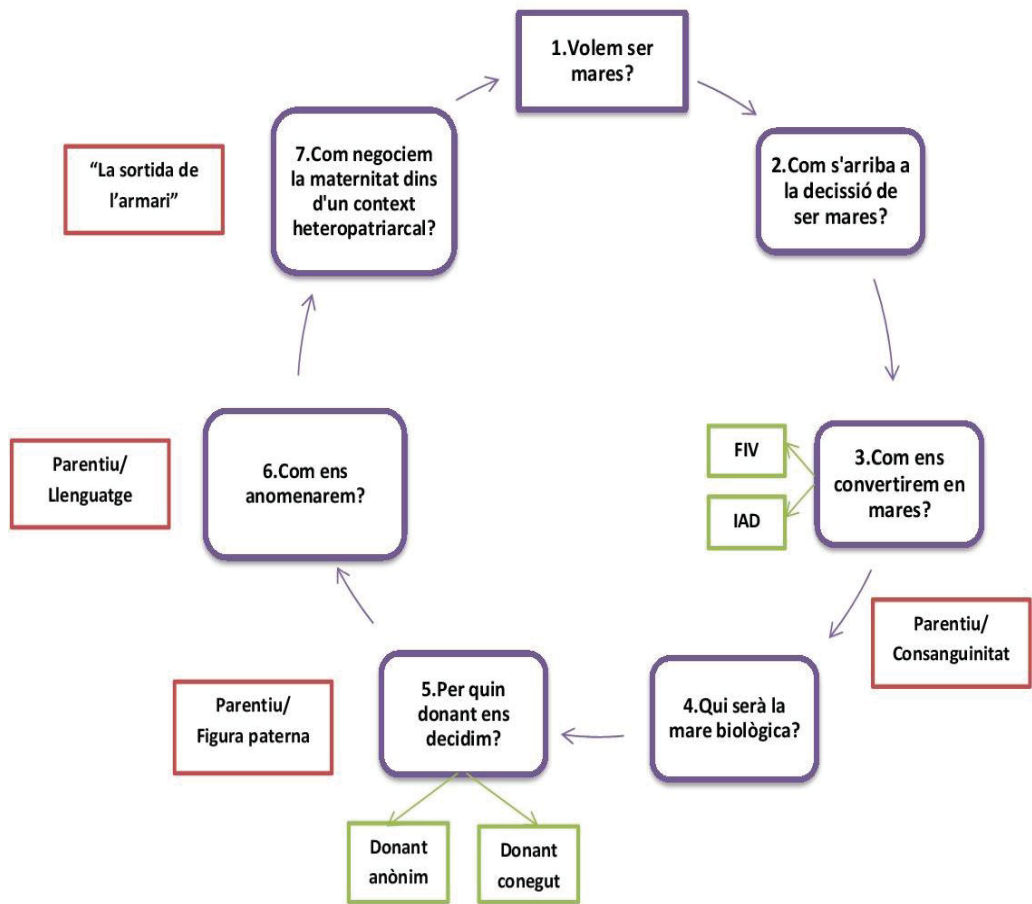 1.Volem ser
mares?
2.Com s'arriba a
la decissió de
ser mares?
3.Com ens
convertirem en
mares?
FIV
IAD
Parentiu/
Consanguinitat
4.Qui serà la
mare biològica?
5.Per quin
donant ens
decidim?
Donant
anònim
Donant
conegut
Parentiu/
Figura paterna
6.Com ens
anomenarem?
Parentiu/
Llenguatge
7.Com negociem
la maternitat dins
d'un context
heteropatriarcal?
“La sortida de
l’armari”